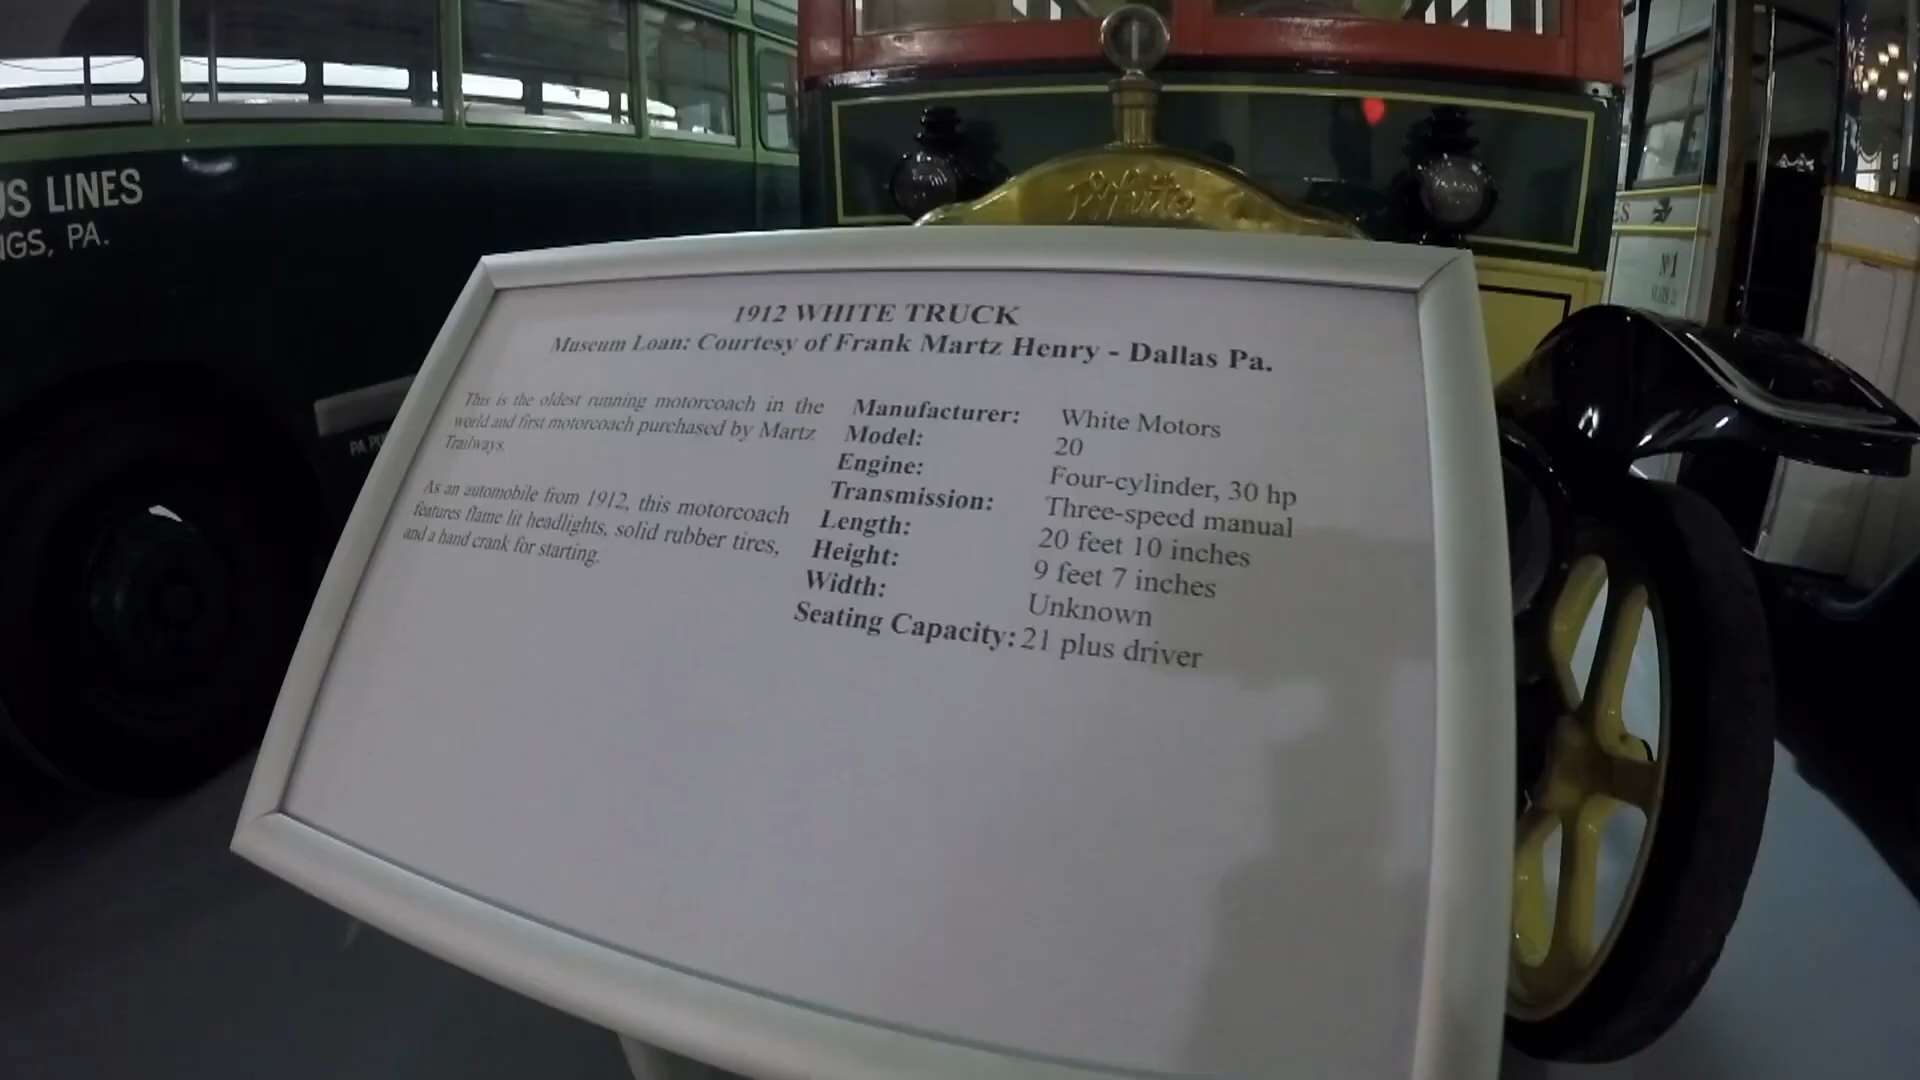 US LINES
NGS, PA.
White
1912 WHITE TRUCK
Museum Loan: Courtesy of Frank Martz Henry - Dallas Pa.
This is the oldest running motorcoach in the
world and first motorcoach purchased by Martz
Trailways.
As an automobile from 1912, this motorcoach
features flame lit headlights, solid rubber tires,
and a hand crank for starting.
Manufacturer: White Motors
Model: 20
Engine: Four-cylinder, 30 hp
Transmission: Three-speed manual
Length: 20 feet 10 inches
Height: 9 feet 7 inches
Width: Unknown
Seating Capacity: 21 plus driver
ES
Nº1